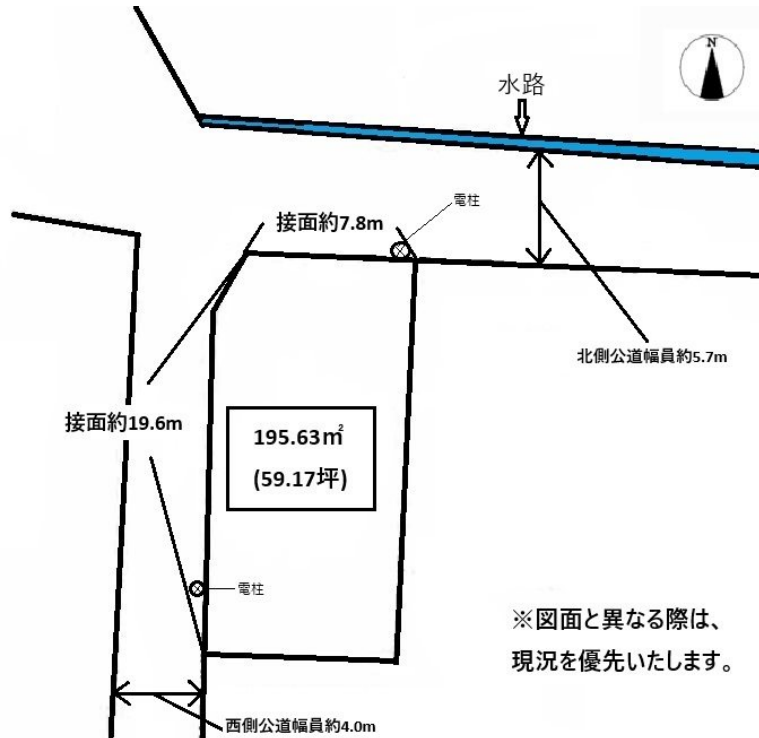 N
水路
電柱
接面約7.8m
北側公道幅員約5.7m
接面約19.6m
195.63㎡
(59.17坪)
電柱
※図面と異なる際は、
現況を優先いたします。
西側公道幅員約4.0m